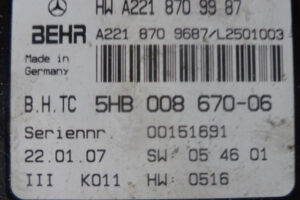 HW A221 870 99 87
BEHR A221 870 9687/L2501003
Made in
Germany
B.H.TC 5HB 008 670-06
Seriennr. 00151691
22.01.07 SW: 05 46 01
III K011 HW: 0516